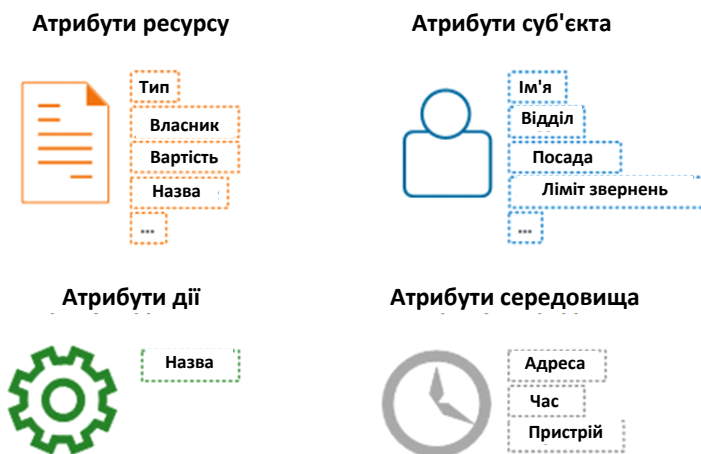 Атрибути ресурсу
Тип
Власник
Вартість
Назва
...
Атрибути суб'єкта
Ім'я
Відділ
Посада
Ліміт звернень
...
Атрибути дії
Назва
Атрибути середовища
Адреса
Час
Пристрій